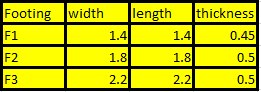 Footing width length thickness
F1 1.4 1.4 0.45
F2 1.8 1.8 0.5
F3 2.2 2.2 0.5